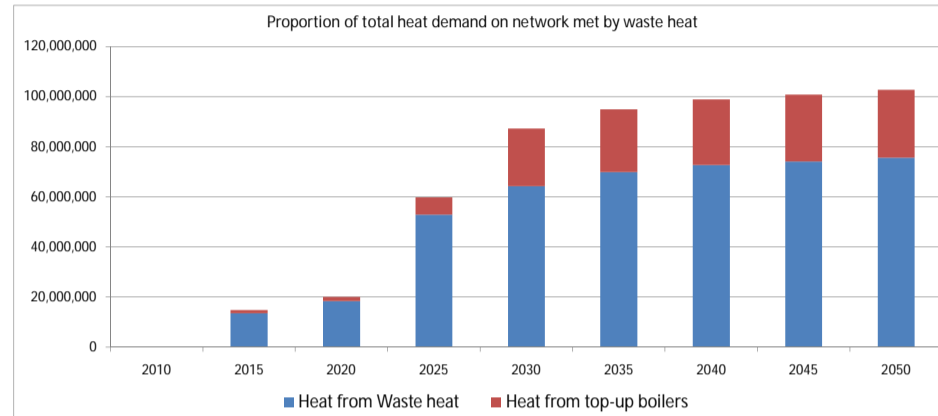 Proportion of total heat demand on network met by waste heat
120,000,000
100,000,000
80,000,000
60,000,000
40,000,000
20,000,000
0
2010 2015 2020 2025 2030 2035 2040 2045 2050
Heat from Waste heat Heat from top-up boilers